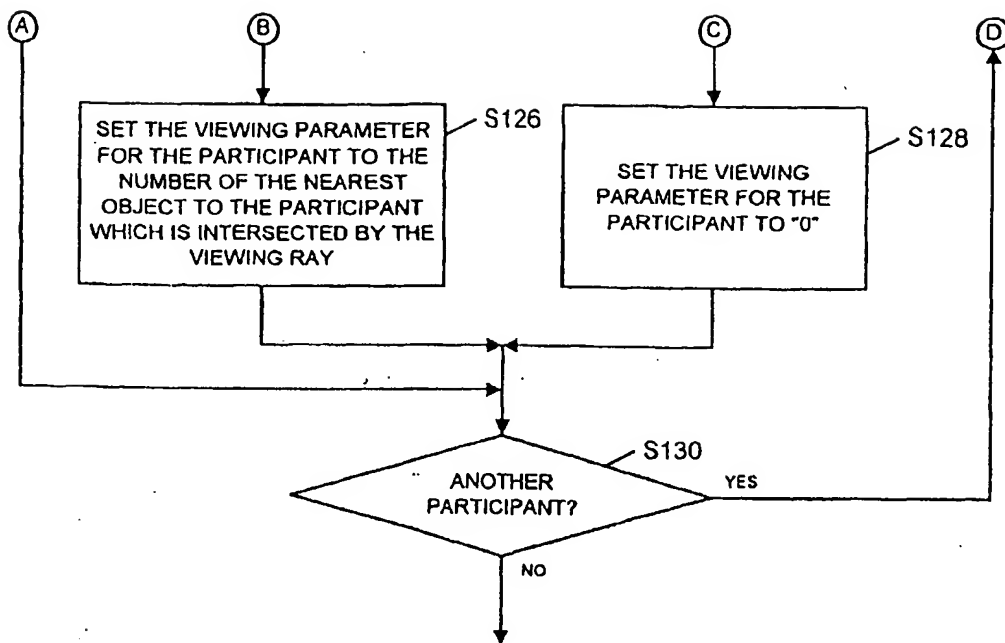 A
B
C
D
SET THE VIEWING PARAMETER
FOR THE PARTICIPANT TO THE
NUMBER OF THE NEAREST
OBJECT TO THE PARTICIPANT
WHICH IS INTERSECTED BY THE
VIEWING RAY
S126
SET THE VIEWING
PARAMETER FOR THE
PARTICIPANT TO "0"
S128
ANOTHER
PARTICIPANT?
S130
YES
NO